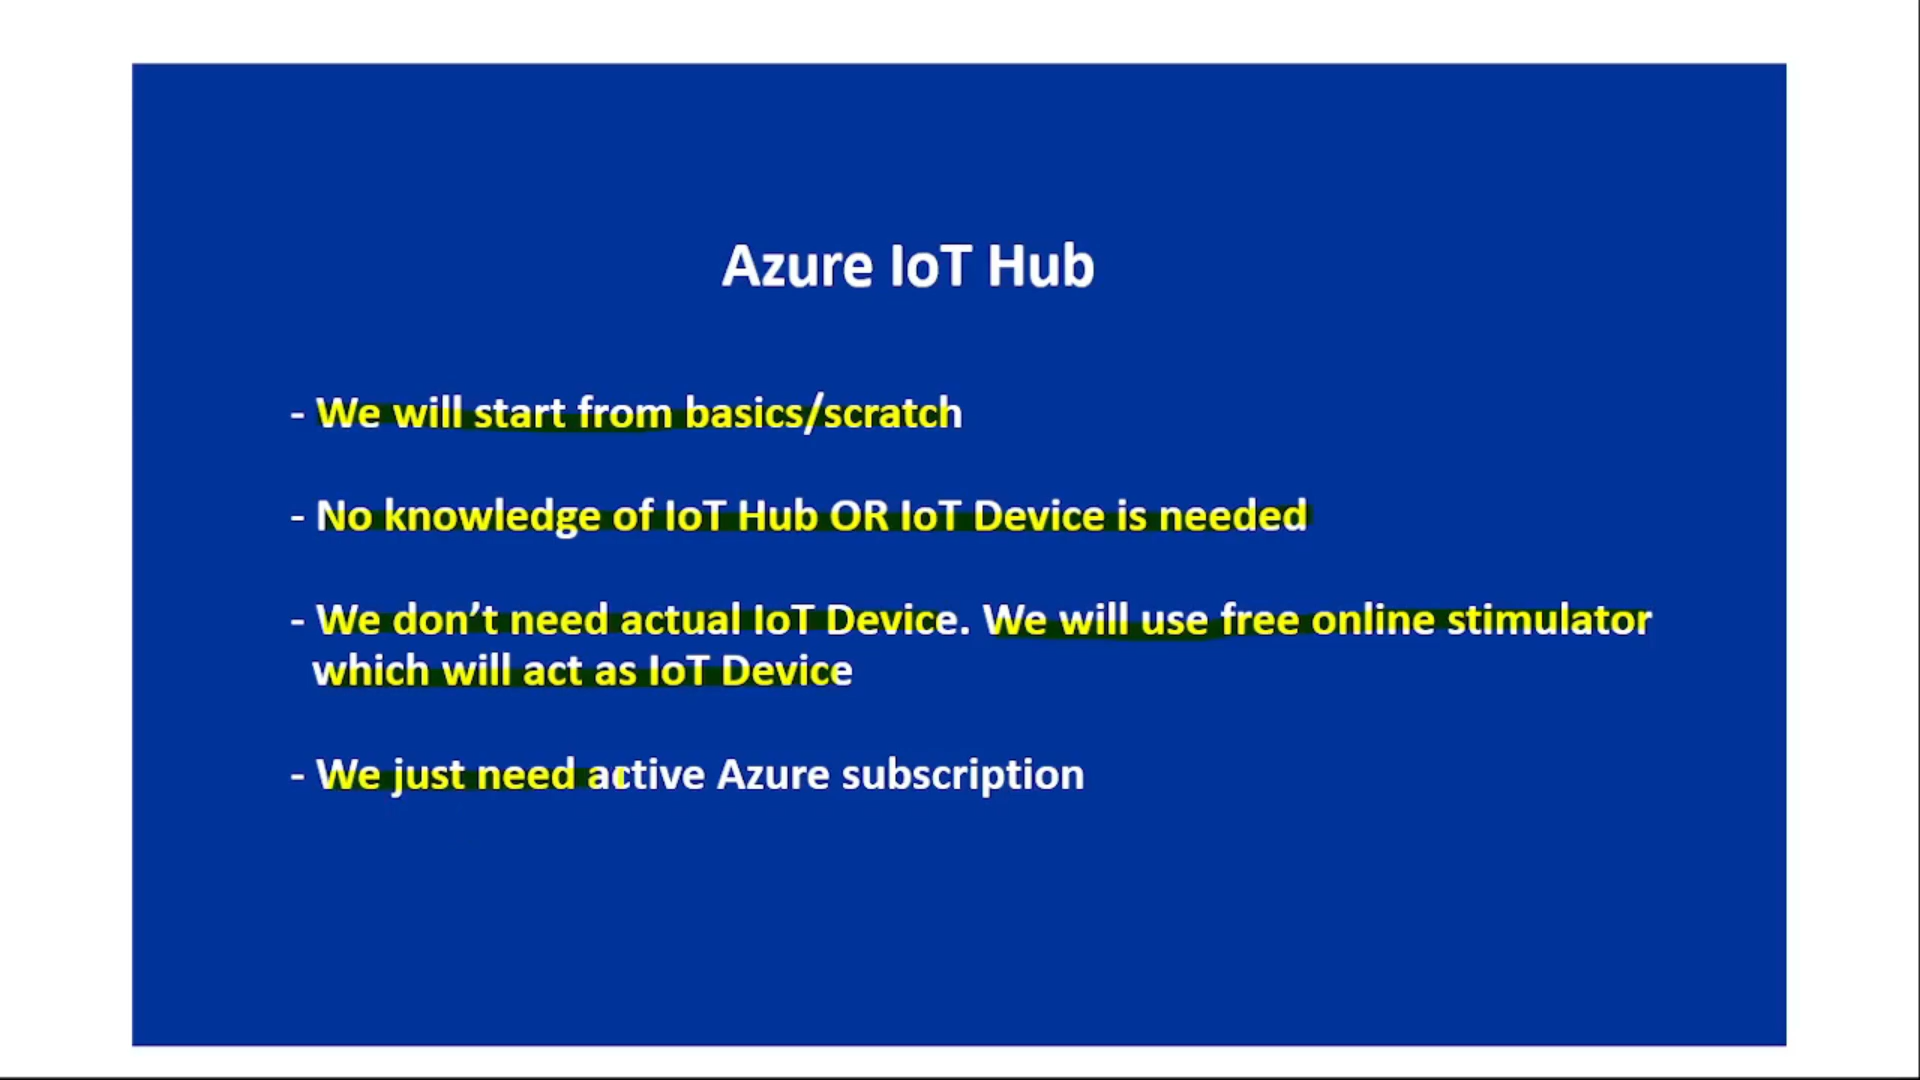 Azure IoT Hub
- We will start from basics/scratch
- No knowledge of IoT Hub OR IoT Device is needed
- We don’t need actual IoT Device. We will use free online stimulator
which will act as IoT Device
- We just need active Azure subscription